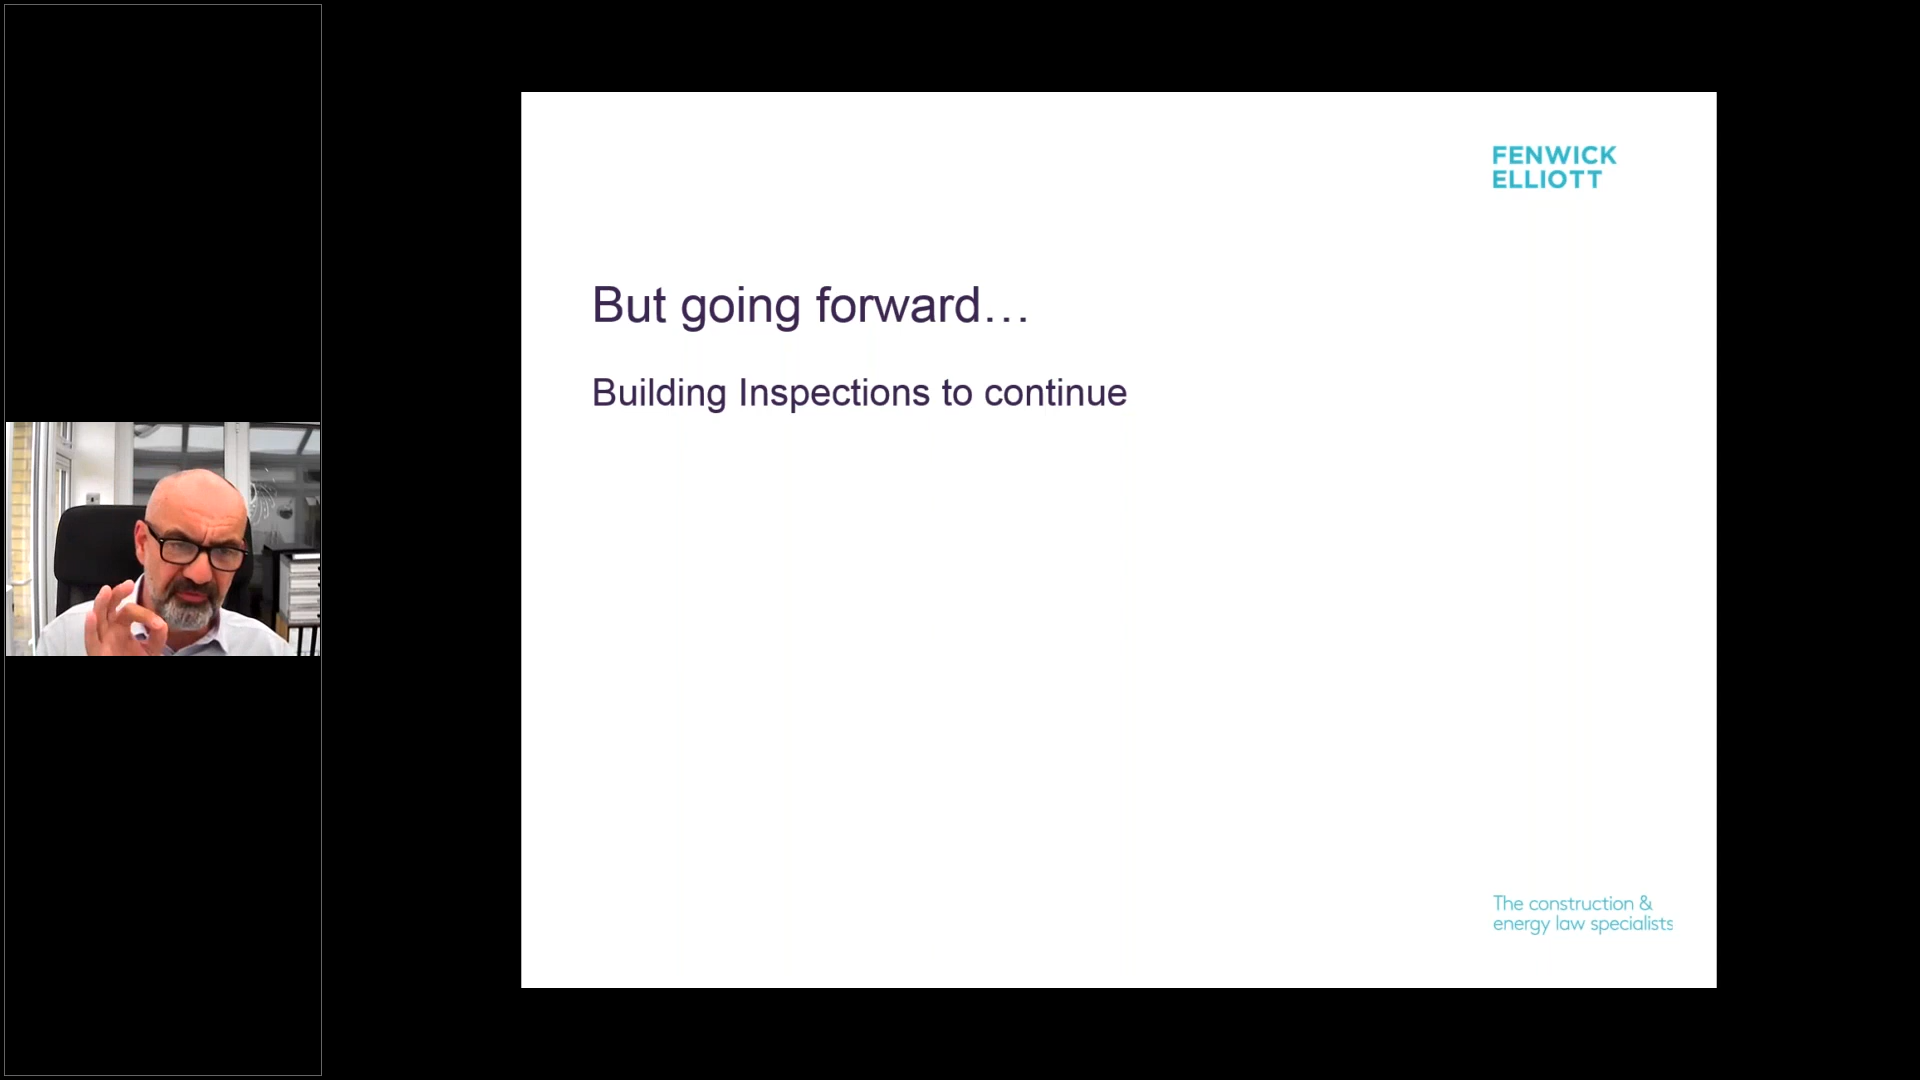 FENWICK
ELLIOTT
But going forward…
Building Inspections to continue
The construction &
energy law specialists